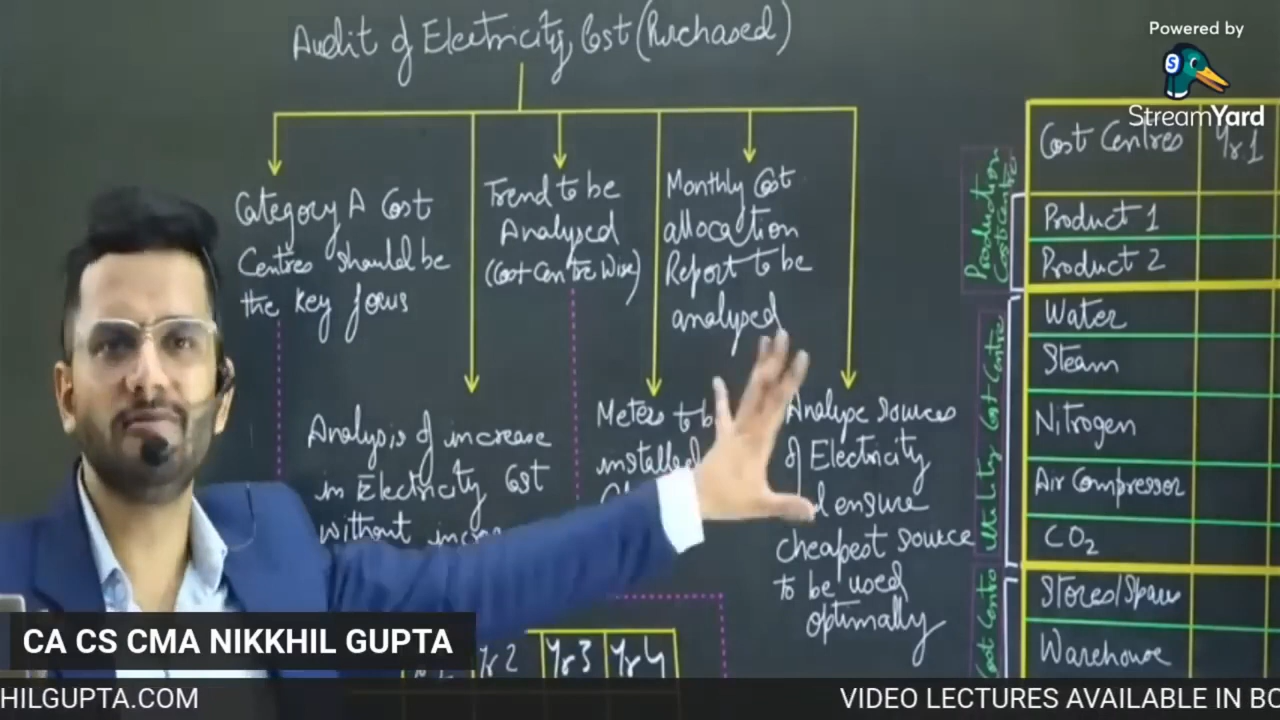 Audit of Electricity Cost (Purchased)
Powered by
StreamYard
Category A Cost
Centres should be
the key focus
Analysis of increase
in Electricity Cost
without
Trend to be
Analysed
(Cost Centre Wise)
Meters to be
installed
Monthly Cost
allocation
Report to be
analysed
Analyse Sources
of Electricity
ensure
cheapest source
to be used
optimally
Yr 2 Yr 3 Yr 4
Production
Cost Centre
Utility Cost Centre
Cost Centre
Cost Centres Yr 1
Product 1
Product 2
Water
Steam
Nitrogen
Air Compressor
CO2
Stores/Spares
Warehouse
CA CS CMA NIKKHIL GUPTA
HILGUPTA.COM
VIDEO LECTURES AVAILABLE IN BO